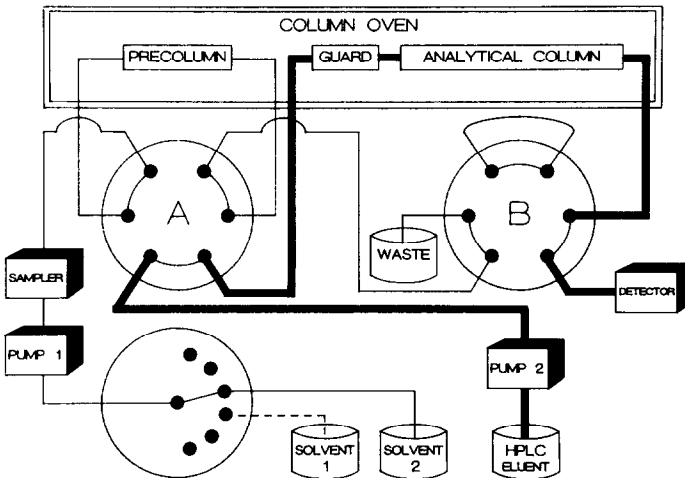 COLUMN OVEN
PRECOLUMN
GUARD
ANALYTICAL COLUMN
A
B
WASTE
SAMPLER
DETECTOR
PUMP 1
PUMP 2
1
SOLVENT
1
SOLVENT
2
HPLC
ELUENT